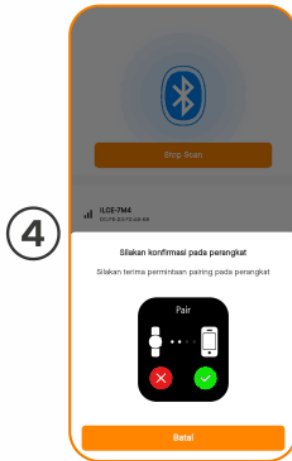 4
Stop Scan
ILCE-7M4
Silakan konfirmasi pada perangkat
Silakan terima permintaan pairing pada perangkat
Pair
Batal